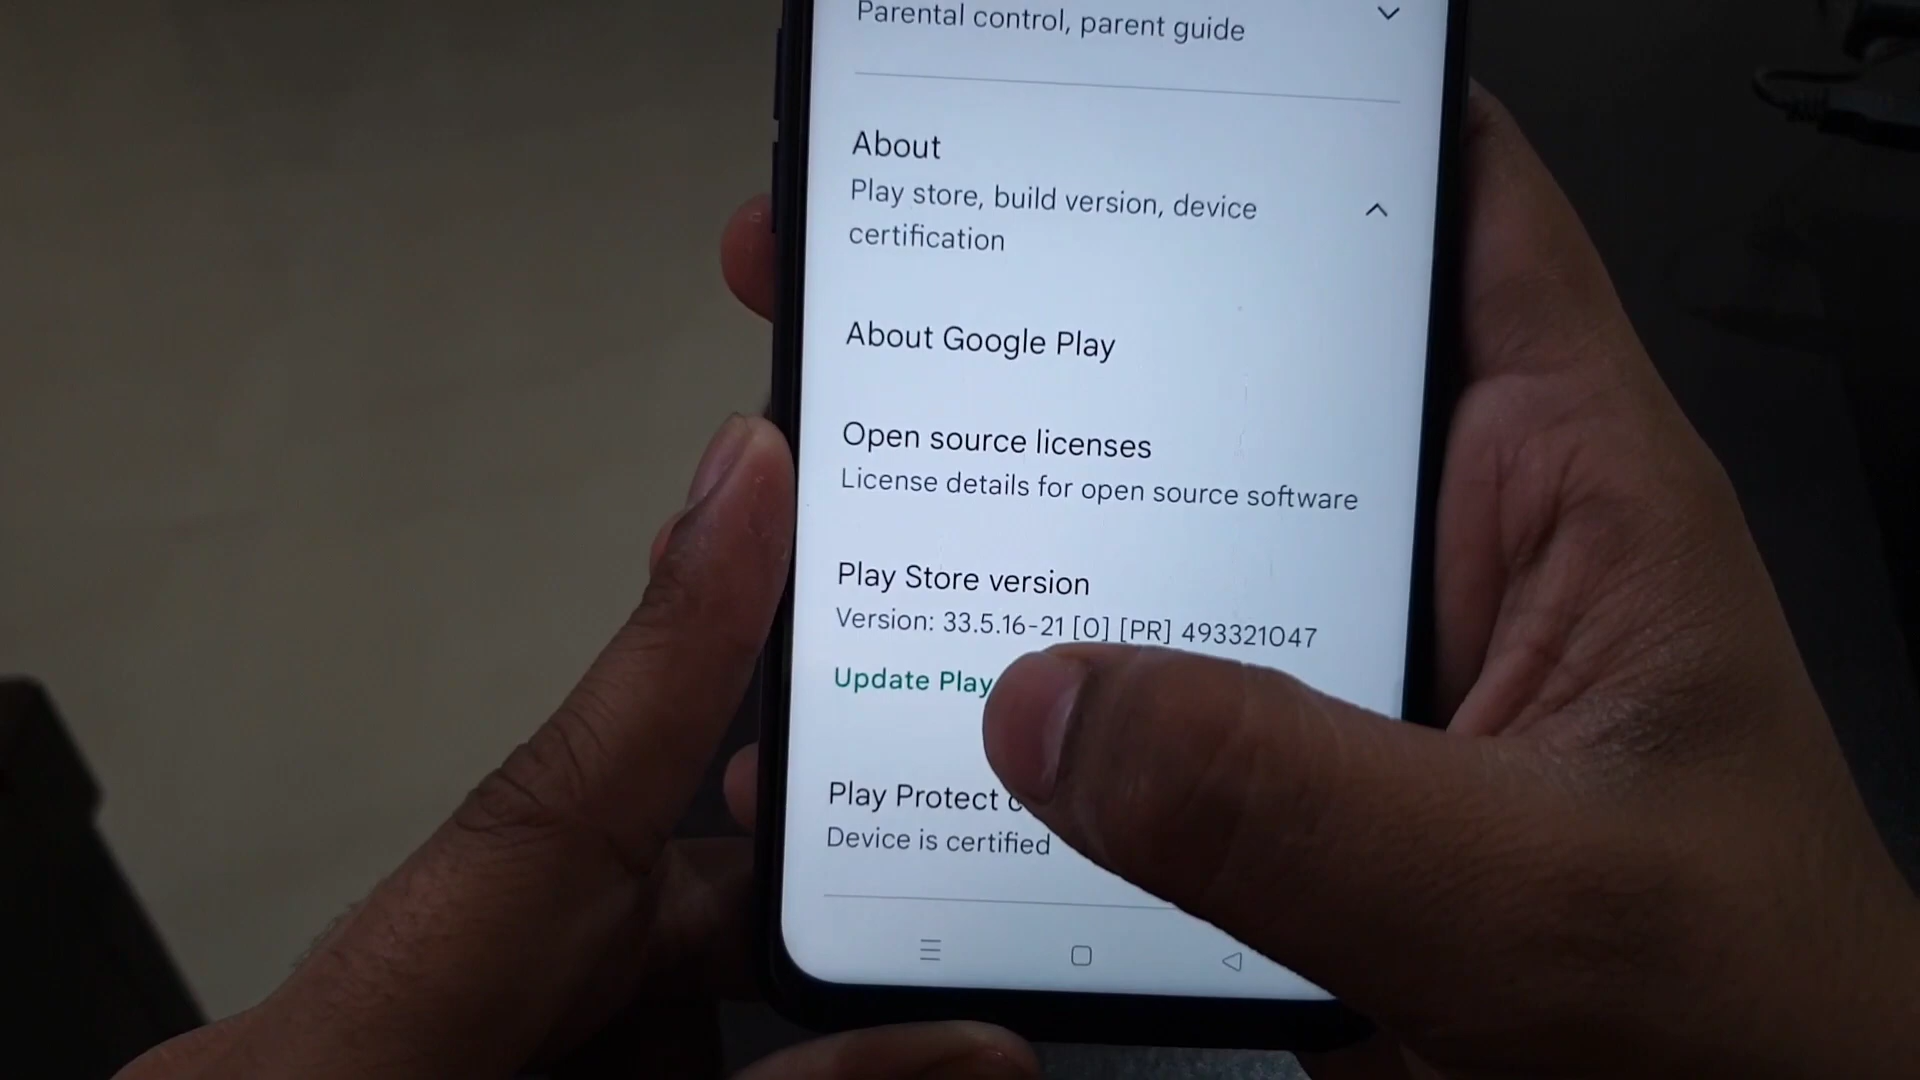 Parental control, parent guide
About
Play store, build version, device
certification
About Google Play
Open source licenses
License details for open source software
Play Store version
Version: 33.5.16-21 [0] [PR] 493321047
Update Play
Play Protect
Device is certified